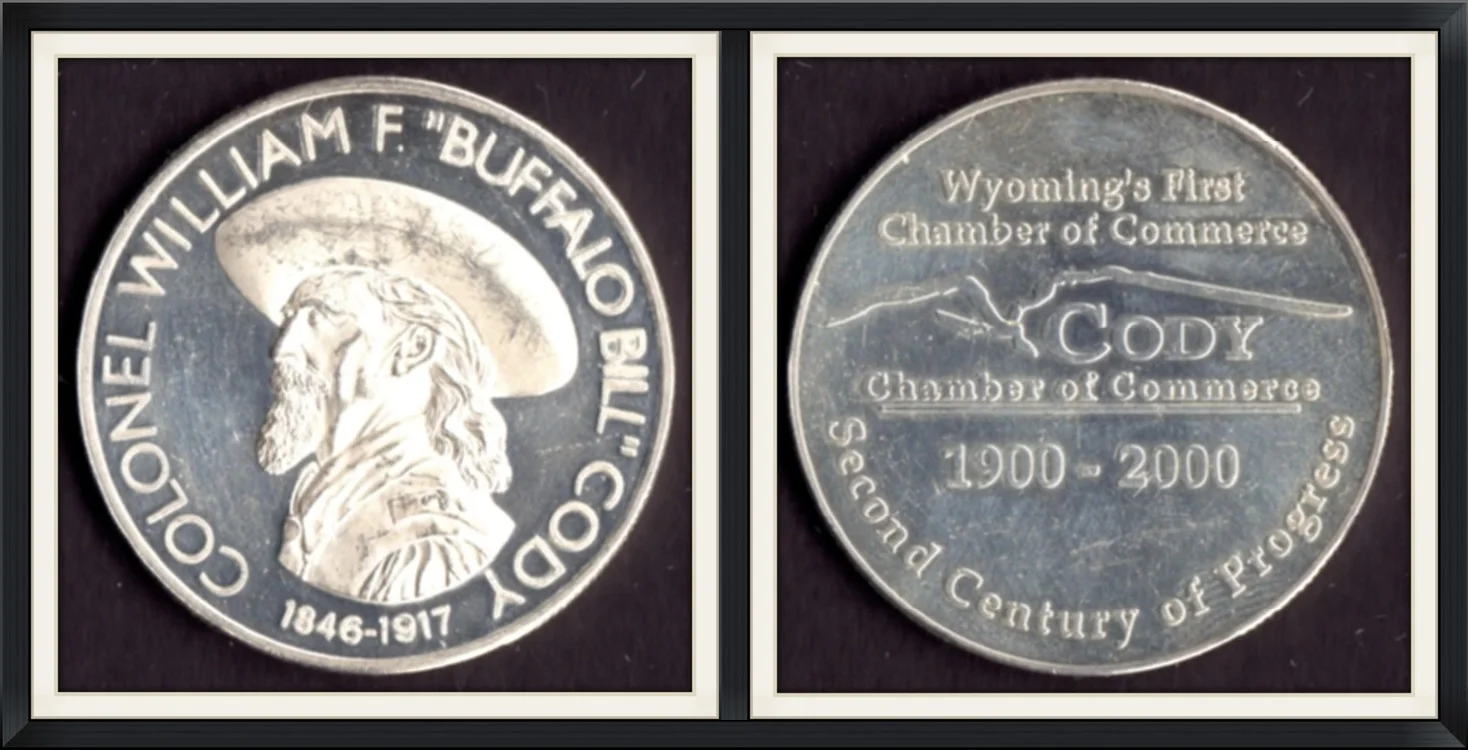 COLONEL WILLIAM F. "BUFFALO BILL" CODY
1846-1917
Wyoming's First
Chamber of Commerce
CODY
Chamber of Commerce
1900 - 2000
Second Century of Progress